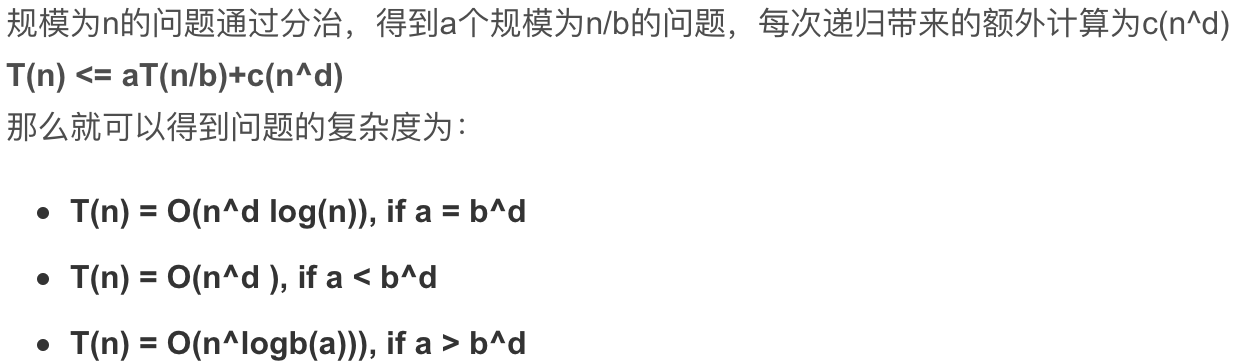 规模为n的问题通过分治，得到a个规模为n/b的问题，每次递归带来的额外计算为c(n^d)
T(n) <= aT(n/b)+c(n^d)
那么就可以得到问题的复杂度为：
• T(n) = O(n^d log(n)), if a = b^d
• T(n) = O(n^d ), if a < b^d
• T(n) = O(n^logb(a))), if a > b^d